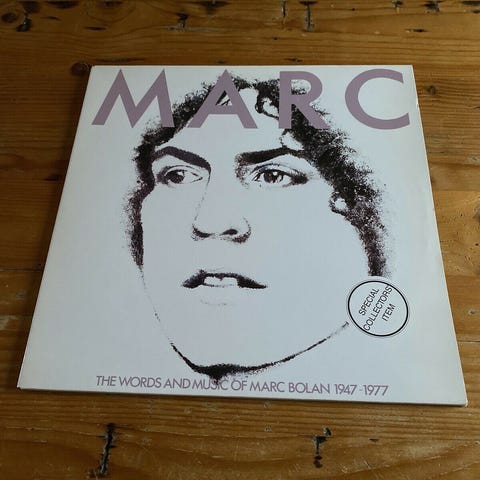 MARC
SPECIAL
COLLECTORS
ITEM
THE WORDS AND MUSIC OF MARC BOLAN 1947-1977